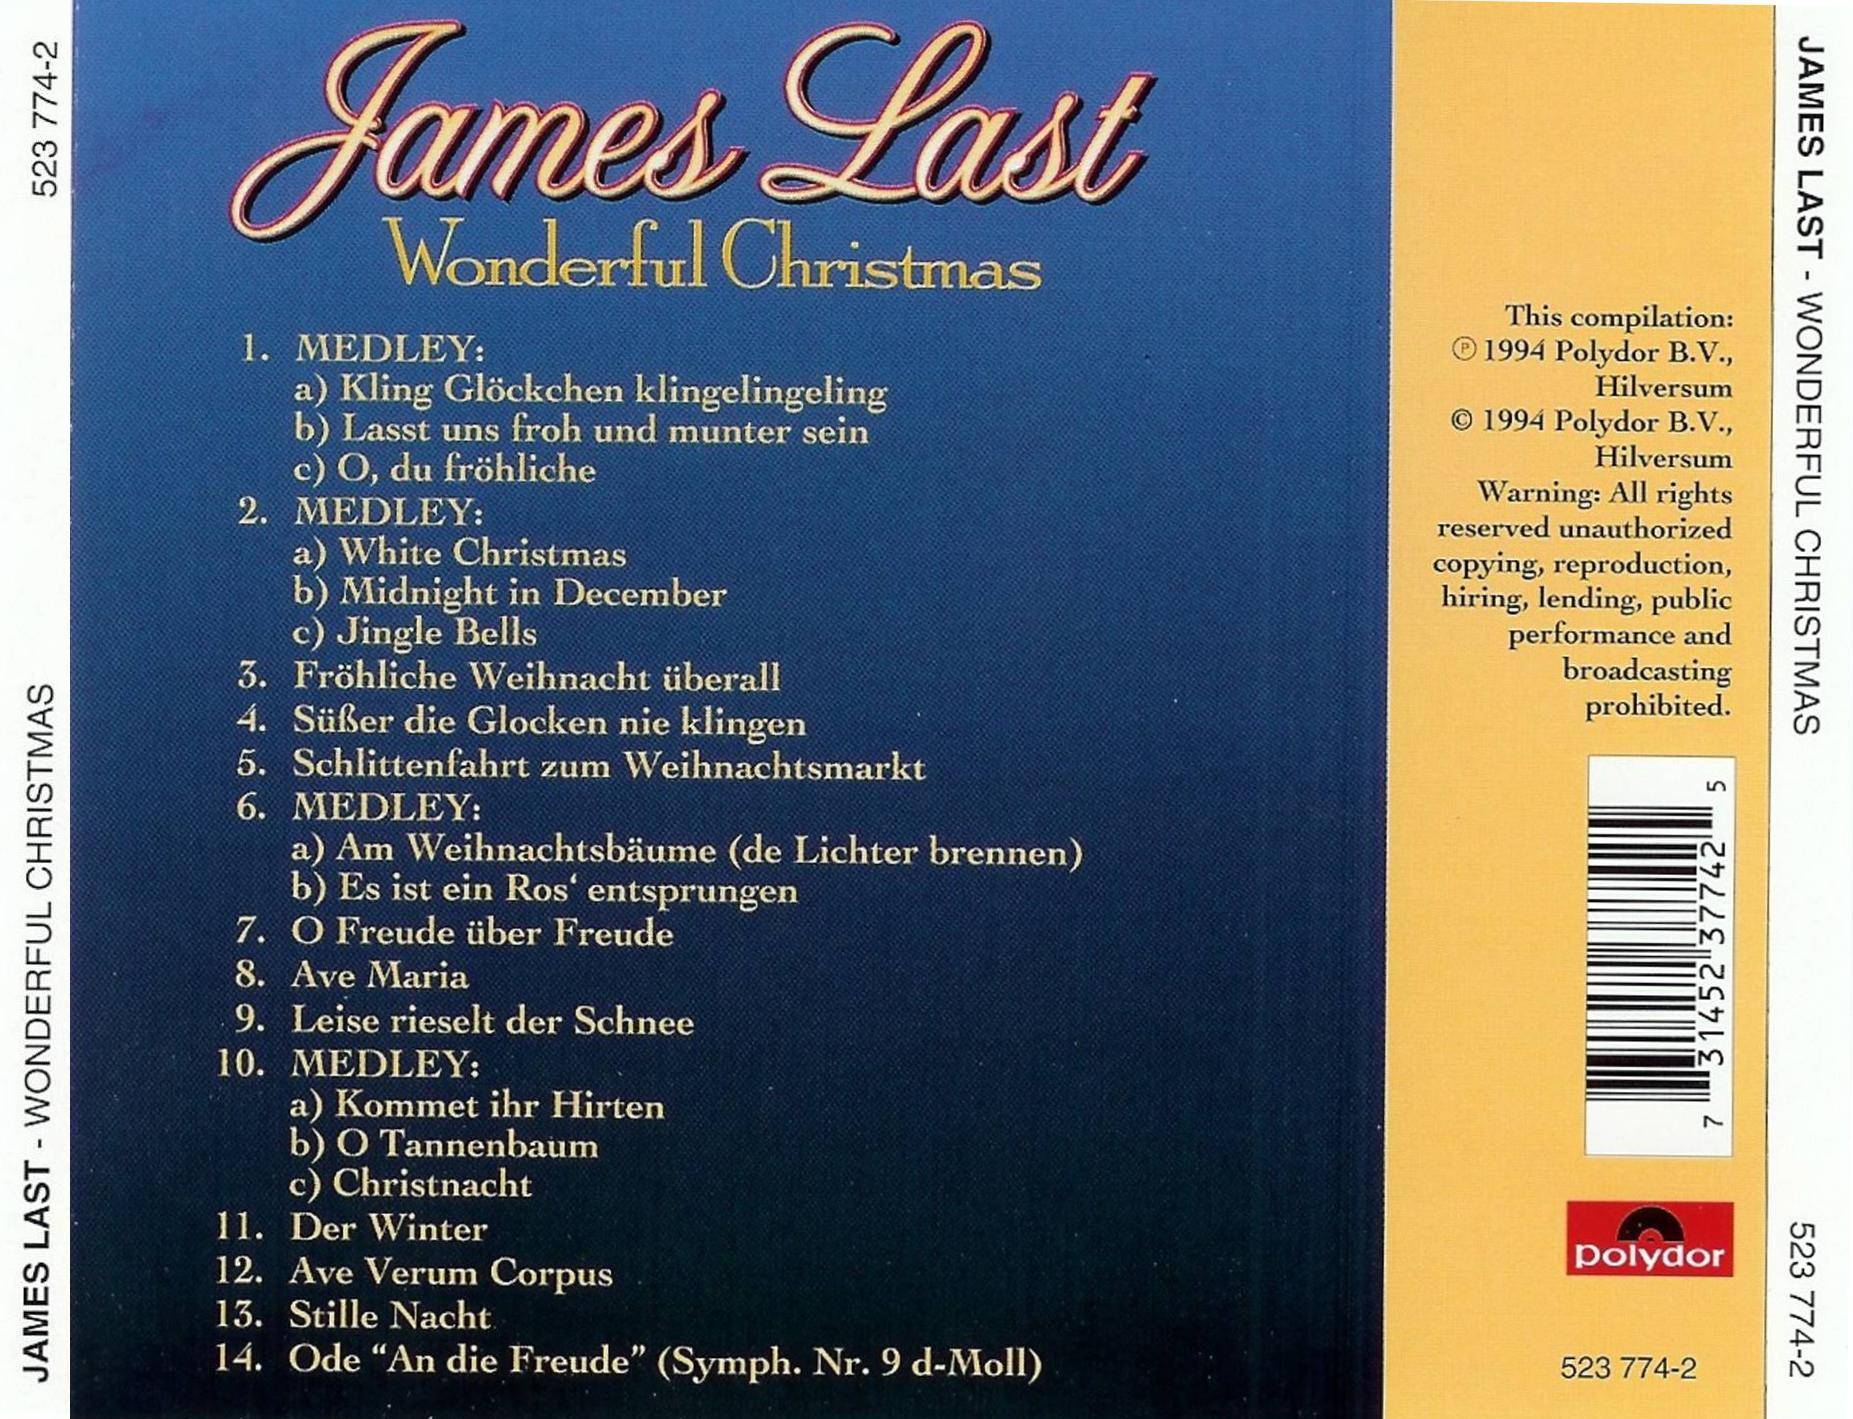 523 774-2
JAMES LAST - WONDERFUL CHRISTMAS
James Last
Wonderful Christmas
1. MEDLEY:
a) Kling Glöckchen klingelingeling
b) Lasst uns froh und munter sein
c) O, du fröhliche
2. MEDLEY:
a) White Christmas
b) Midnight in December
c) Jingle Bells
3. Fröhliche Weihnacht überall
4. Süßer die Glocken nie klingen
5. Schlittenfahrt zum Weihnachtsmarkt
6. MEDLEY:
a) Am Weihnachtsbäume (de Lichter brennen)
b) Es ist ein Ros‘ entsprungen
7. O Freude über Freude
8. Ave Maria
9. Leise rieselt der Schnee
10. MEDLEY:
a) Kommet ihr Hirten
b) O Tannenbaum
c) Christnacht
11. Der Winter
12. Ave Verum Corpus
13. Stille Nacht
14. Ode “An die Freude” (Symph. Nr. 9 d-Moll)
This compilation:
℗ 1994 Polydor B.V.,
Hilversum
© 1994 Polydor B.V.,
Hilversum
Warning: All rights
reserved unauthorized
copying, reproduction,
hiring, lending, public
performance and
broadcasting
prohibited.
7 31452 37742 5
polydor
523 774-2
JAMES LAST - WONDERFUL CHRISTMAS
523 774-2